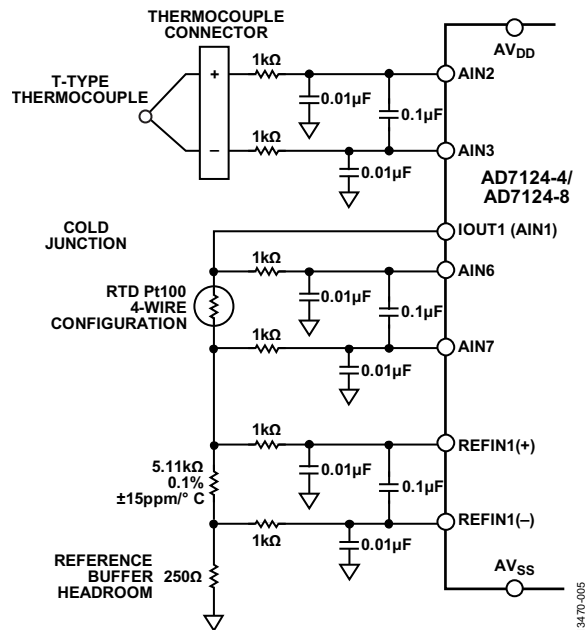 THERMOCOUPLE
CONNECTOR
AVDD
T-TYPE
THERMOCOUPLE
+
1kΩ
0.01µF
0.1µF
AIN2
–
1kΩ
0.01µF
AIN3
AD7124-4/
AD7124-8
COLD
JUNCTION
IOUT1 (AIN1)
RTD Pt100
4-WIRE
CONFIGURATION
1kΩ
0.01µF
0.1µF
AIN6
1kΩ
0.01µF
AIN7
1kΩ
0.01µF
0.1µF
REFIN1(+)
5.11kΩ
0.1%
±15ppm/° C
1kΩ
0.01µF
REFIN1(–)
REFERENCE
BUFFER
HEADROOM
250Ω
AVSS
3470-005